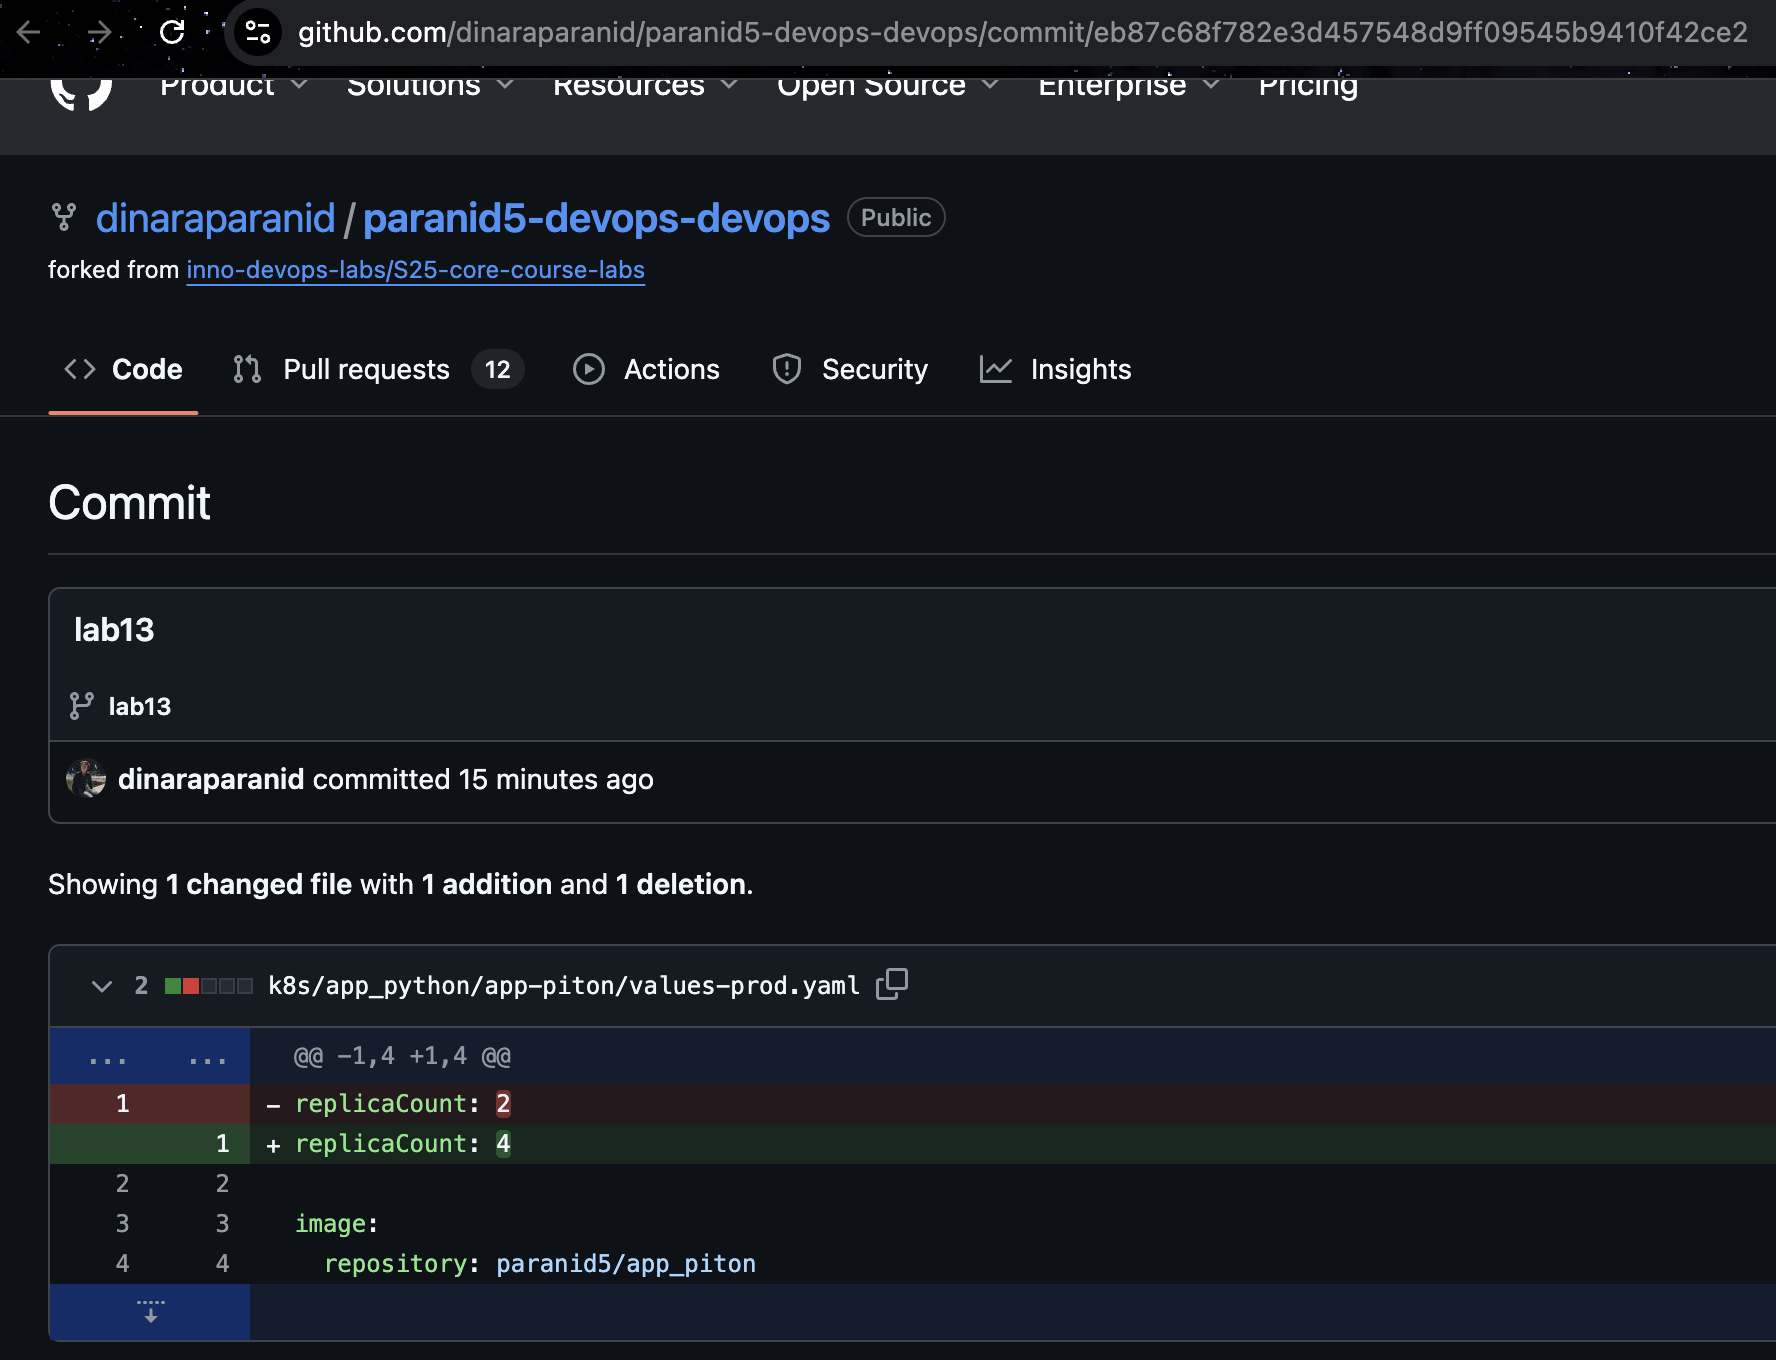 github.com/dinaraparanid/paranid5-devops-devops/commit/eb87c68f782e3d457548d9ff09545b9410f42ce2
Product Solutions Resources Open Source Enterprise Pricing
dinaraparanid/paranid5-devops-devops Public
forked from inno-devops-labs/S25-core-course-labs
Code Pull requests 12 Actions Security Insights
Commit
lab13
lab13
dinaraparanid committed 15 minutes ago
Showing 1 changed file with 1 addition and 1 deletion.
2 k8s/app_python/app-piton/values-prod.yaml
... ... @@ -1,4 +1,4 @@
1 - replicaCount: 2
1 + replicaCount: 4
2 2
3 3 image:
4 4 repository: paranid5/app_piton